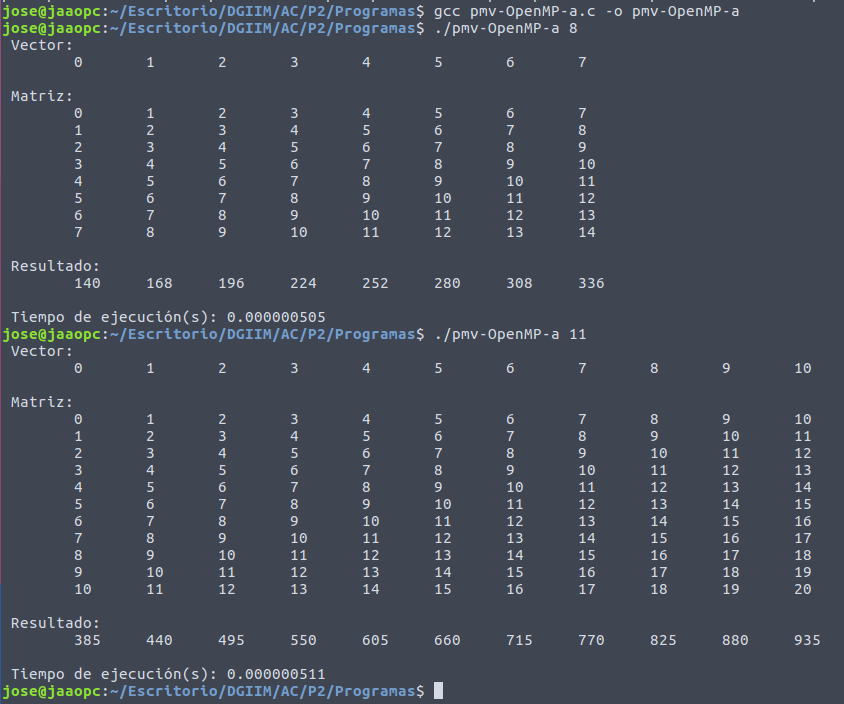 jose@jaaopc:~/Escritorio/DGIIM/AC/P2/Programas$ gcc pmv-OpenMP-a.c -o pmv-OpenMP-a
jose@jaaopc:~/Escritorio/DGIIM/AC/P2/Programas$ ./pmv-OpenMP-a 8
Vector:
0 1 2 3 4 5 6 7
Matriz:
0 1 2 3 4 5 6 7
1 2 3 4 5 6 7 8
2 3 4 5 6 7 8 9
3 4 5 6 7 8 9 10
4 5 6 7 8 9 10 11
5 6 7 8 9 10 11 12
6 7 8 9 10 11 12 13
7 8 9 10 11 12 13 14
Resultado:
140 168 196 224 252 280 308 336
Tiempo de ejecución(s): 0.000000505
jose@jaaopc:~/Escritorio/DGIIM/AC/P2/Programas$ ./pmv-OpenMP-a 11
Vector:
0 1 2 3 4 5 6 7 8 9 10
Matriz:
0 1 2 3 4 5 6 7 8 9 10
1 2 3 4 5 6 7 8 9 10 11
2 3 4 5 6 7 8 9 10 11 12
3 4 5 6 7 8 9 10 11 12 13
4 5 6 7 8 9 10 11 12 13 14
5 6 7 8 9 10 11 12 13 14 15
6 7 8 9 10 11 12 13 14 15 16
7 8 9 10 11 12 13 14 15 16 17
8 9 10 11 12 13 14 15 16 17 18
9 10 11 12 13 14 15 16 17 18 19
10 11 12 13 14 15 16 17 18 19 20
Resultado:
385 440 495 550 605 660 715 770 825 880 935
Tiempo de ejecución(s): 0.000000511
jose@jaaopc:~/Escritorio/DGIIM/AC/P2/Programas$